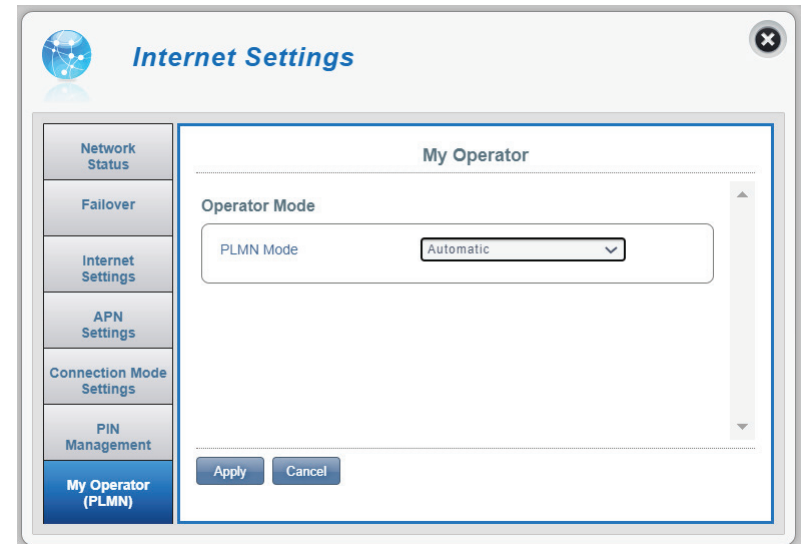 Internet Settings
Network
Status
Failover
Internet
Settings
APN
Settings
Connection Mode
Settings
PIN
Management
My Operator
(PLMN)
My Operator
Operator Mode
PLMN Mode
Automatic
Apply
Cancel